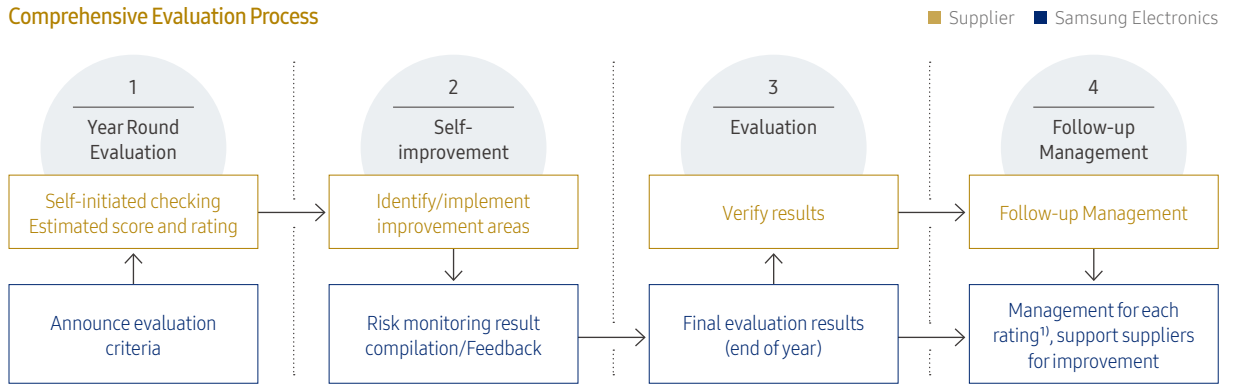 Comprehensive Evaluation Process
Supplier
Samsung Electronics
1
Year Round
Evaluation
2
Self-
improvement
3
Evaluation
4
Follow-up
Management
Self-initiated checking
Estimated score and rating
Identify/implement
improvement areas
Verify results
Follow-up Management
Announce evaluation
criteria
Risk monitoring result
compilation/Feedback
Final evaluation results
(end of year)
Management for each
rating¹⁾, support suppliers
for improvement